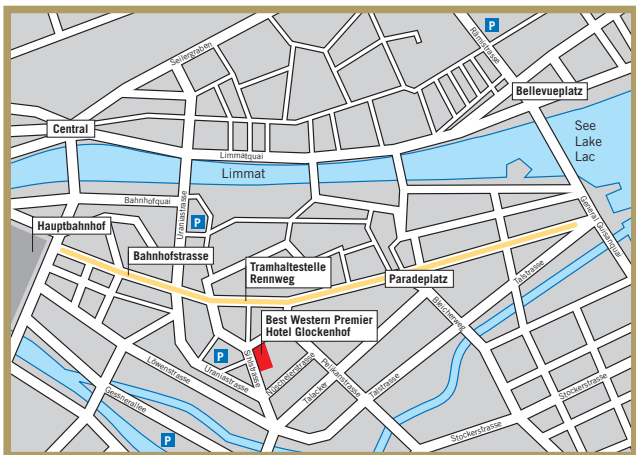 P
Rämistrasse
Seilergraben
Bellevueplatz
Central
See
Lake
Lac
Limmatquai
Limmat
Bahnhofquai
Uraniastrasse
P
General Guisanquai
Hauptbahnhof
Bahnhofstrasse
Tramhaltestelle
Rennweg
Paradeplatz
Talstrasse
Bleicherweg
Best Western Premier
Hotel Glockenhof
P
Sihlstrasse
Löwenstrasse
Uraniastrasse
Nüschelerstrasse
Pelikanstrasse
Talacker
Talstrasse
Gessnerallee
Stockerstrasse
Stockerstrasse
P